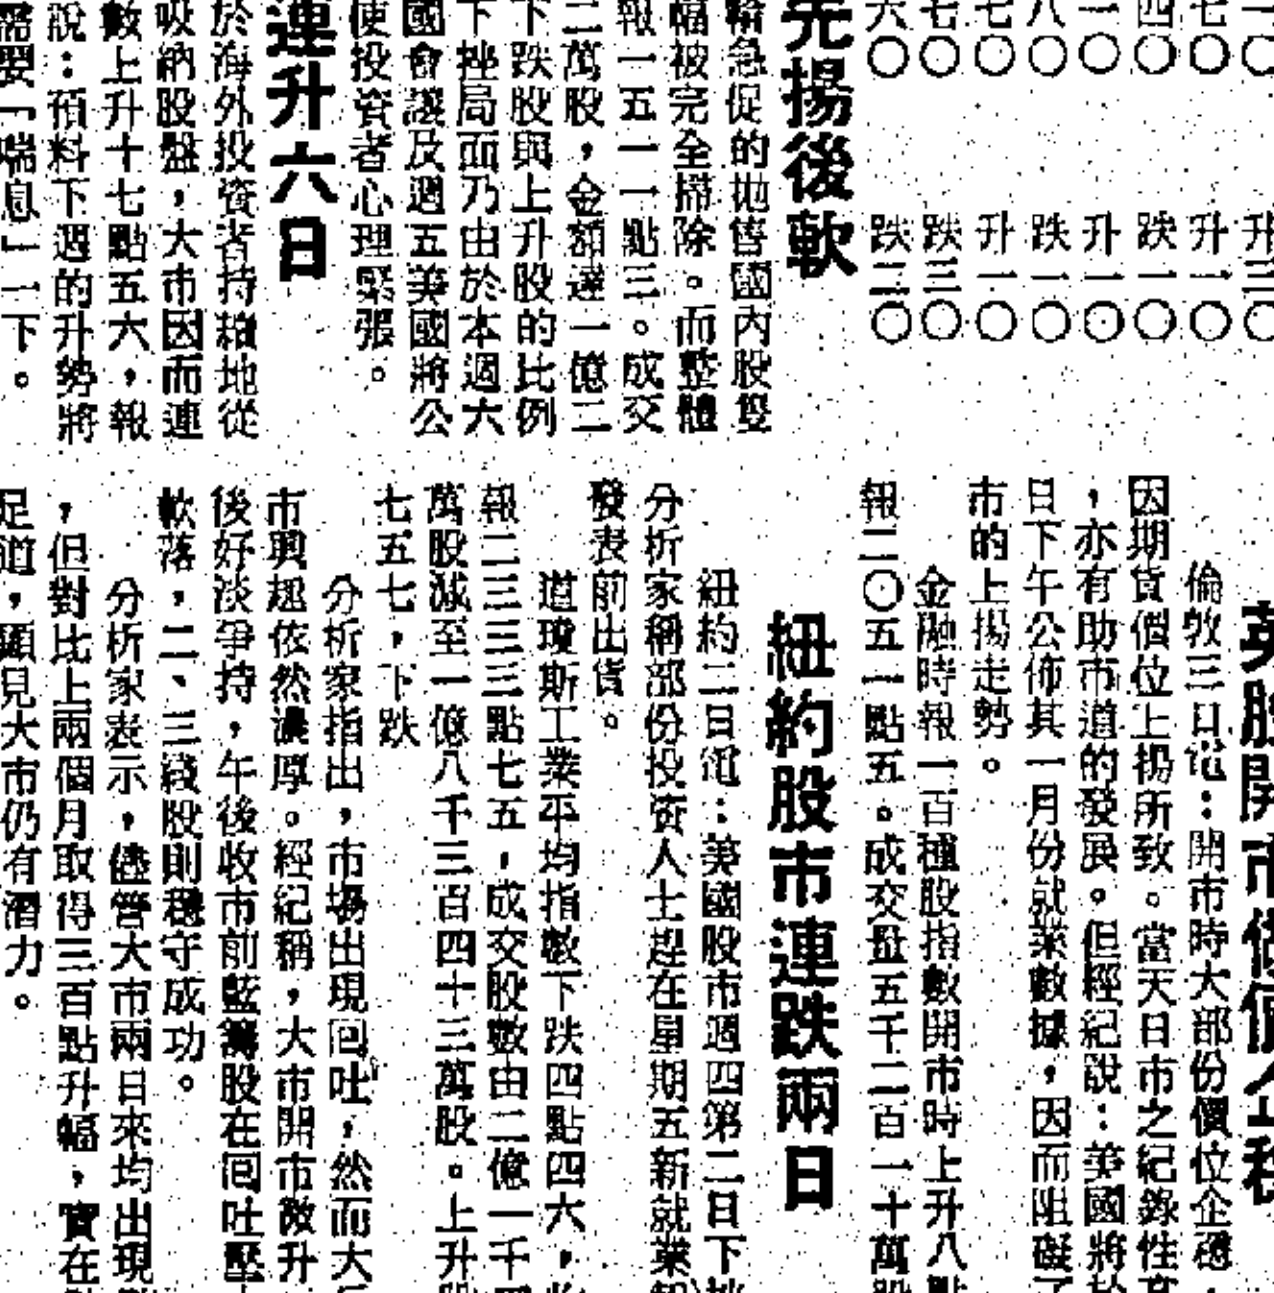 七〇 升一〇
四〇 跌一〇
一〇 升一〇
八〇 跌一〇
七〇 升一〇
七〇 跌三〇
六〇 跌二〇
先揚後軟
輪急促的拋售國內股雙
幅被完全掃除。而整體
報一五一一點三。成交
二萬股,金額達一億二
下跌股與上升股的比例
下挫局面乃由於本週六
國會議及週五美國將公
使投資者心理緊張。
連升六日
於海外投資者持續地從
吸納股盤,大市因而連
數上升十七點五六,報
說:預料下週的升勢將
需要「喘息」一下。
英股開市價位上
倫敦三日電:開市時大部份價位企穩,
因期貨價位上揚所致。當天日市之紀錄性高
,亦有助市道的發展。但經紀說:美國將於
日下午公佈其一月份就業數據,因而阻礙了
市的上揚走勢。
金融時報一百種股指數開市時上升八點
報二〇五一點五。成交量五千二百一十萬股
紐約股市連跌兩日
紐約二日電:美國股市週四第二日下挫
分析家稱部份投資人士趕在星期五新就業報
發表前出貨。
道瓊斯工業平均指數下跌四點四六,收
報二三三三點七五,成交股數由二億一千四
萬股減至一億八千三百四十三萬股。上升股
七五七,下跌
分析家指出,市場出現回吐,然而大
市興趣依然濃厚。經紀稱,大市開市微升
後好淡爭持,午後收市前藍籌股在回吐壓
軟落,二、三綫股則穩守成功。
分析家表示,儘管大市兩日來均出現
,但對比上兩個月取得三百點升幅,實在
足道,顯見大市仍有潛力。